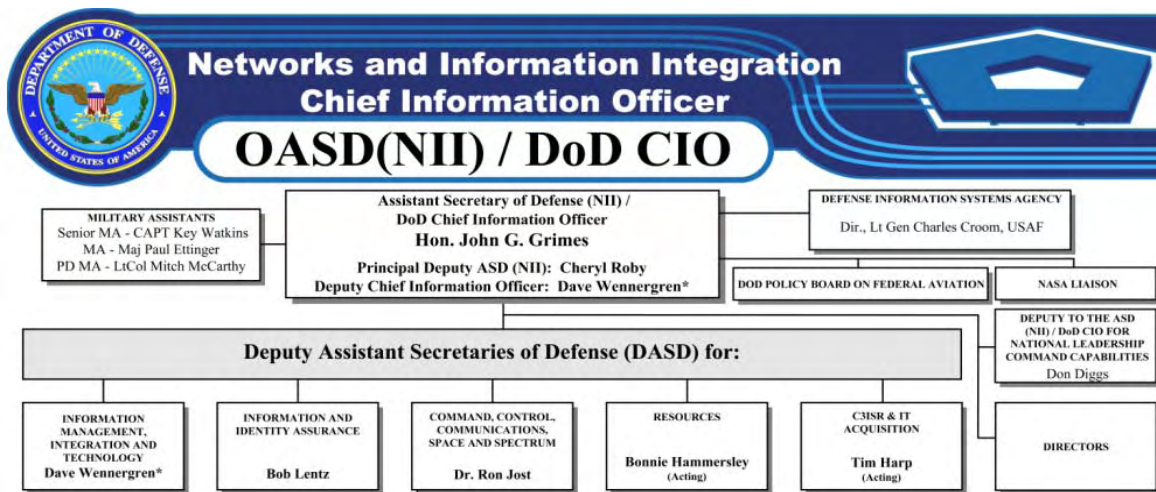 DEPARTMENT OF DEFENSE
UNITED STATES OF AMERICA
Networks and Information Integration
Chief Information Officer
OASD(NII) / DoD CIO
MILITARY ASSISTANTS
Senior MA - CAPT Key Watkins
MA - Maj Paul Ettinger
PD MA - LtCol Mitch McCarthy
Assistant Secretary of Defense (NII) /
DoD Chief Information Officer
Hon. John G. Grimes
Principal Deputy ASD (NII): Cheryl Roby
Deputy Chief Information Officer: Dave Wennergren*
DEFENSE INFORMATION SYSTEMS AGENCY
Dir., Lt Gen Charles Croom, USAF
DOD POLICY BOARD ON FEDERAL AVIATION
NASA LIAISON
DEPUTY TO THE ASD
(NII) / DoD CIO FOR
NATIONAL LEADERSHIP
COMMAND CAPABILITIES
Don Diggs
Deputy Assistant Secretaries of Defense (DASD) for:
INFORMATION
MANAGEMENT,
INTEGRATION AND
TECHNOLOGY
Dave Wennergren*
INFORMATION AND
IDENTITY ASSURANCE
Bob Lentz
COMMAND, CONTROL,
COMMUNICATIONS,
SPACE AND SPECTRUM
Dr. Ron Jost
RESOURCES
Bonnie Hammersley
(Acting)
C3ISR & IT
ACQUISITION
Tim Harp
(Acting)
DIRECTORS